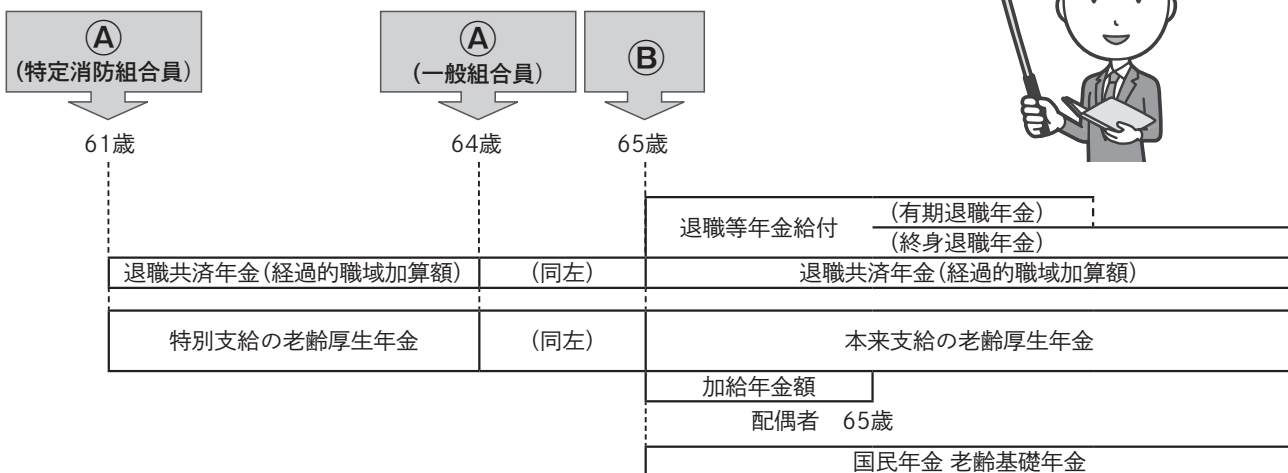 Ⓐ
(特定消防組合員)
Ⓐ
(一般組合員)
Ⓑ
61歳
64歳
65歳
退職等年金給付
(有期退職年金)
(終身退職年金)
退職共済年金(経過的職域加算額)
(同左)
退職共済年金(経過的職域加算額)
特別支給の老齢厚生年金
(同左)
本来支給の老齢厚生年金
加給年金額
配偶者 65歳
国民年金 老齢基礎年金